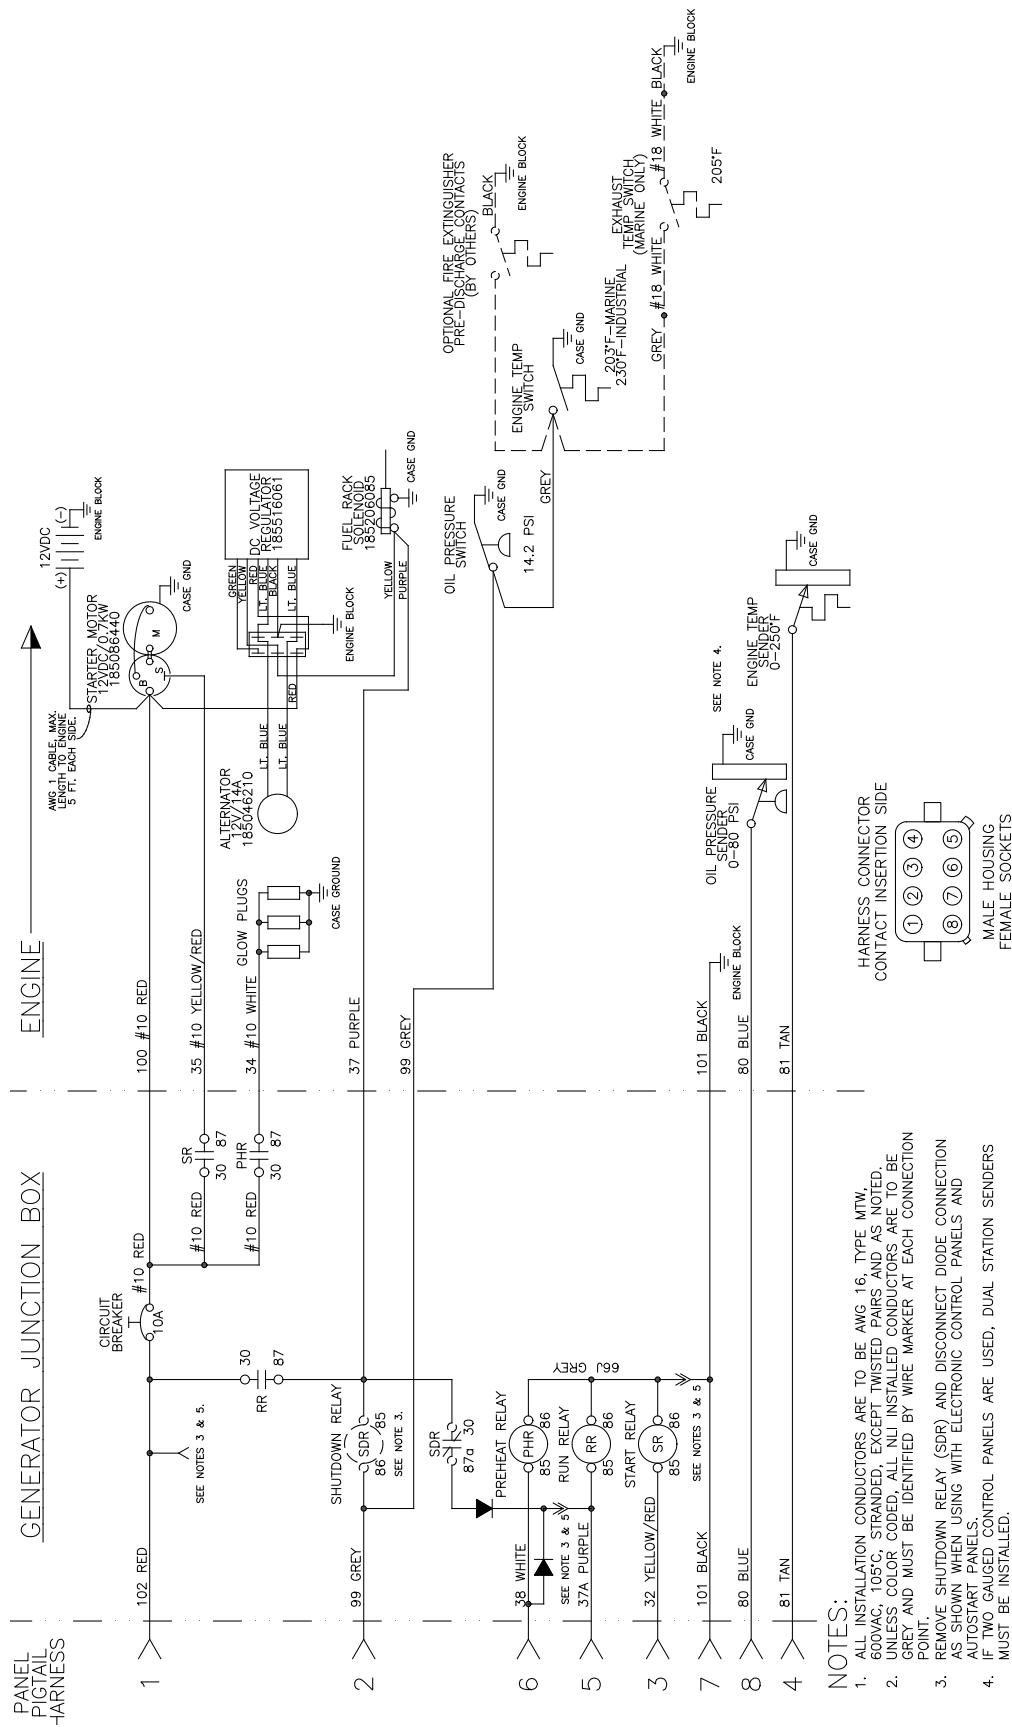 PANEL
PIGTAIL
HARNESS
GENERATOR JUNCTION BOX
ENGINE
1
102 RED
SEE NOTES 3 & 5.
CIRCUIT
BREAKER
10A
#10 RED
100 #10 RED
#10 RED
SR
30
87
35 #10 YELLOW/RED
#10 RED
PHR
30
87
34 #10 WHITE
GLOW PLUGS
CASE GROUND
AWG 1 CABLE, MAX.
LENGTH TO ENGINE
5 FT. EACH SIDE.
STARTER MOTOR
12VDC/0.7KW
185086440
B
S
M
CASE GND
12VDC
(+)
(-)
ENGINE BLOCK
ALTERNATOR
12V/14A
185046210
LT. BLUE
LT. BLUE
RED
GREEN
YELLOW
RED
LT. BLUE
BLACK
LT. BLUE
DC VOLTAGE
REGULATOR
185516061
ENGINE BLOCK
FUEL RACK
SOLENOID
185206085
YELLOW
PURPLE
CASE GND
30
87
RR
2
99 GREY
SHUTDOWN RELAY
SDR
86
85
SEE NOTE 3.
37 PURPLE
99 GREY
SDR
87a
30
OIL PRESSURE
SWITCH
14.2 PSI
CASE GND
GREY
ENGINE TEMP
SWITCH
CASE GND
203°F-MARINE
230°F-INDUSTRIAL
OPTIONAL FIRE EXTINGUISHER
PRE-DISCHARGE CONTACTS
(BY OTHERS)
BLACK
ENGINE BLOCK
EXHAUST
TEMP SWITCH
(MARINE ONLY)
GREY
#18 WHITE
#18 WHITE
BLACK
ENGINE BLOCK
205°F
6
38 WHITE
PREHEAT RELAY
PHR
85
86
SEE NOTE 3 & 5
5
37A PURPLE
RUN RELAY
RR
85
86
66J GREY
3
32 YELLOW/RED
START RELAY
SR
85
86
SEE NOTES 3 & 5
7
101 BLACK
101 BLACK
ENGINE BLOCK
8
80 BLUE
80 BLUE
OIL PRESSURE
SENDER
0-80 PSI
CASE GND
SEE NOTE 4.
4
81 TAN
81 TAN
ENGINE TEMP
SENDER
0-250°F
CASE GND
HARNESS CONNECTOR
CONTACT INSERTION SIDE
1 2 3 4
8 7 6 5
MALE HOUSING
FEMALE SOCKETS
NOTES:
1. ALL INSTALLATION CONDUCTORS ARE TO BE AWG 16, TYPE MTW,
600VAC, 105°C, STRANDED, EXCEPT TWISTED PAIRS AND AS NOTED.
2. UNLESS COLOR CODED, ALL NLI INSTALLED CONDUCTORS ARE TO BE
GREY AND MUST BE IDENTIFIED BY WIRE MARKER AT EACH CONNECTION
POINT.
3. REMOVE SHUTDOWN RELAY (SDR) AND DISCONNECT DIODE CONNECTION
AS SHOWN WHEN USING WITH ELECTRONIC CONTROL PANELS AND
AUTOSTART PANELS.
4. IF TWO GAUGED CONTROL PANELS ARE USED, DUAL STATION SENDERS
MUST BE INSTALLED.